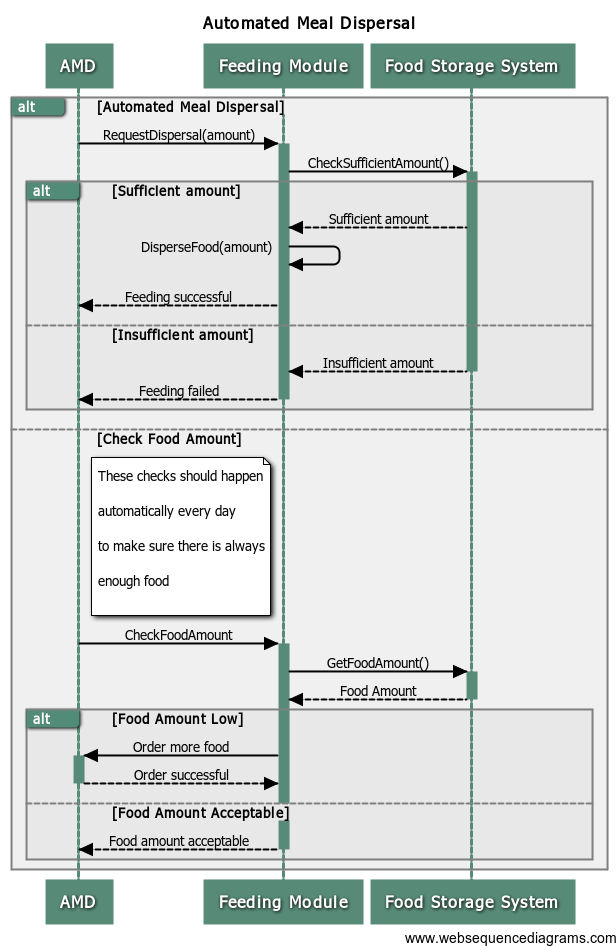 Automated Meal Dispersal
AMD
Feeding Module
Food Storage System
alt
[Automated Meal Dispersal]
RequestDispersal(amount)
CheckSufficientAmount()
alt
[Sufficient amount]
Sufficient amount
DisperseFood(amount)
Feeding successful
[Insufficient amount]
Insufficient amount
Feeding failed
[Check Food Amount]
These checks should happen
automatically every day
to make sure there is always
enough food
CheckFoodAmount
GetFoodAmount()
Food Amount
alt
[Food Amount Low]
Order more food
Order successful
[Food Amount Acceptable]
Food amount acceptable
AMD
Feeding Module
Food Storage System
www.websequencediagrams.com